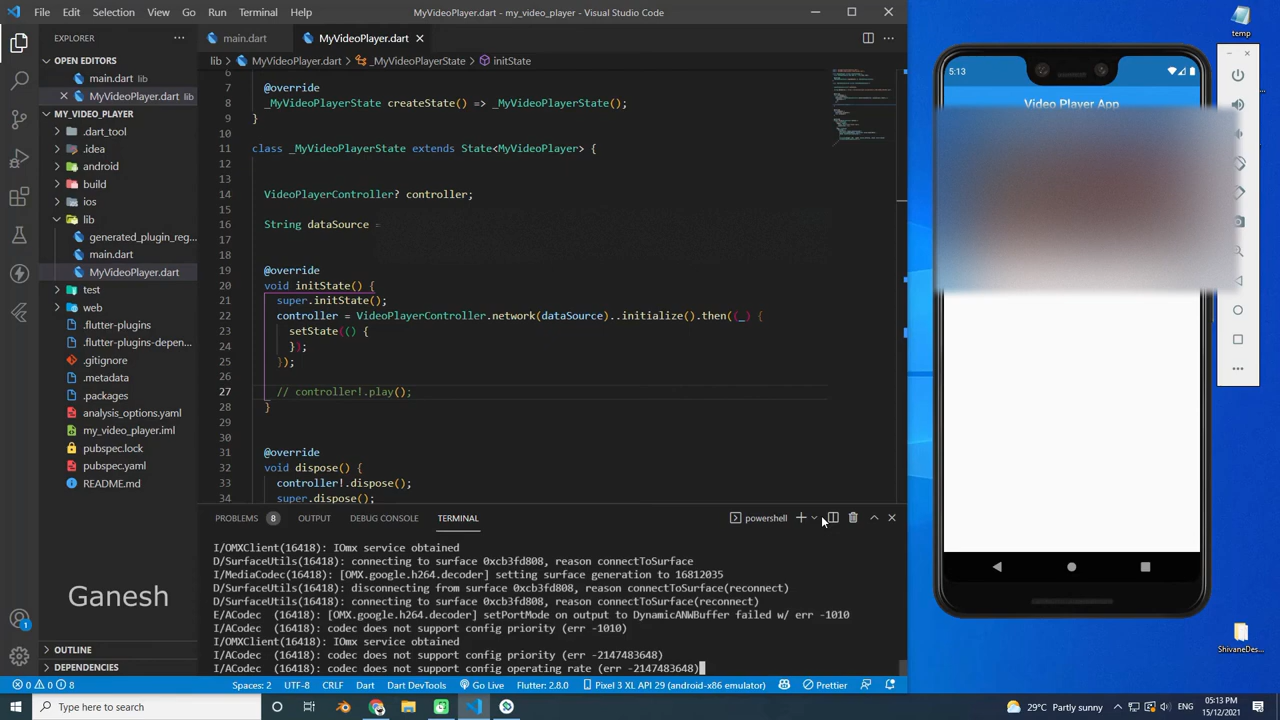 File Edit Selection View Go Run Terminal Help
MyVideoPlayer.dart - my_video_player - Visual Studio Code
EXPLORER
OPEN EDITORS
main.dart lib
MyVideoPlayer.dart lib
MY_VIDEO_PLAYER
.dart_tool
.idea
android
build
ios
lib
generated_plugin_reg...
main.dart
MyVideoPlayer.dart
test
web
.flutter-plugins
.flutter-plugins-depen...
.gitignore
.metadata
.packages
analysis_options.yaml
my_video_player.iml
pubspec.lock
pubspec.yaml
README.md
Ganesh
OUTLINE
DEPENDENCIES
main.dart
MyVideoPlayer.dart
lib > MyVideoPlayer.dart > _MyVideoPlayerState > initState
6
7 @override
8 _MyVideoPlayerState createState() => _MyVideoPlayerState();
9 }
10
11 class _MyVideoPlayerState extends State<MyVideoPlayer> {
12
13
14 VideoPlayerController? controller;
15
16 String dataSource =
17
18
19 @override
20 void initState() {
21 super.initState();
22 controller = VideoPlayerController.network(dataSource)..initialize().then((_) {
23 setState(() {
24 });
25 });
26
27 // controller!.play();
28 }
29
30
31 @override
32 void dispose() {
33 controller!.dispose();
34 super.dispose();
PROBLEMS 8 OUTPUT DEBUG CONSOLE TERMINAL
powershell
I/OMXClient(16418): IOmx service obtained
D/SurfaceUtils(16418): connecting to surface 0xcb3fd808, reason connectToSurface
I/MediaCodec(16418): [OMX.google.h264.decoder] setting surface generation to 16812035
D/SurfaceUtils(16418): disconnecting from surface 0xcb3fd808, reason connectToSurface(reconnect)
D/SurfaceUtils(16418): connecting to surface 0xcb3fd808, reason connectToSurface(reconnect)
E/ACodec (16418): [OMX.google.h264.decoder] setPortMode on output to DynamicANWBuffer failed w/ err -1010
I/ACodec (16418): codec does not support config priority (err -1010)
I/OMXClient(16418): IOmx service obtained
I/ACodec (16418): codec does not support config priority (err -2147483648)
I/ACodec (16418): codec does not support config operating rate (err -2147483648)
0 0 8
Spaces: 2 UTF-8 CRLF Dart Dart DevTools Go Live Flutter: 2.8.0 Pixel 3 XL API 29 (android-x86 emulator) Prettier
5:13
Video Player App
temp
ShivaneDes...
Type here to search
29°C Partly sunny
05:13 PM
15/12/2021